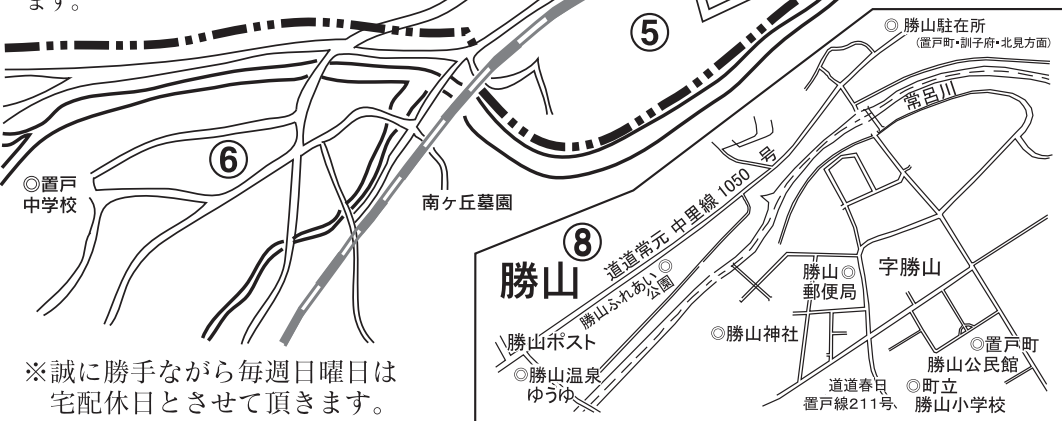 ます。
⑤
⑥
◎置戸
中学校
南ヶ丘墓園
※誠に勝手ながら毎週日曜日は
宅配休日とさせて頂きます。
⑧
勝山
◎勝山駐在所
(置戸町・訓子府・北見方面)
常呂川
道道常元 中里線 1050 号
勝山ふれあい◎
公園
勝山ポスト
◎勝山温泉
ゆうゆ
勝山◎
郵便局
字勝山
◎勝山神社
◎置戸町
勝山公民館
道道春日
置戸線211号
◎町立
勝山小学校